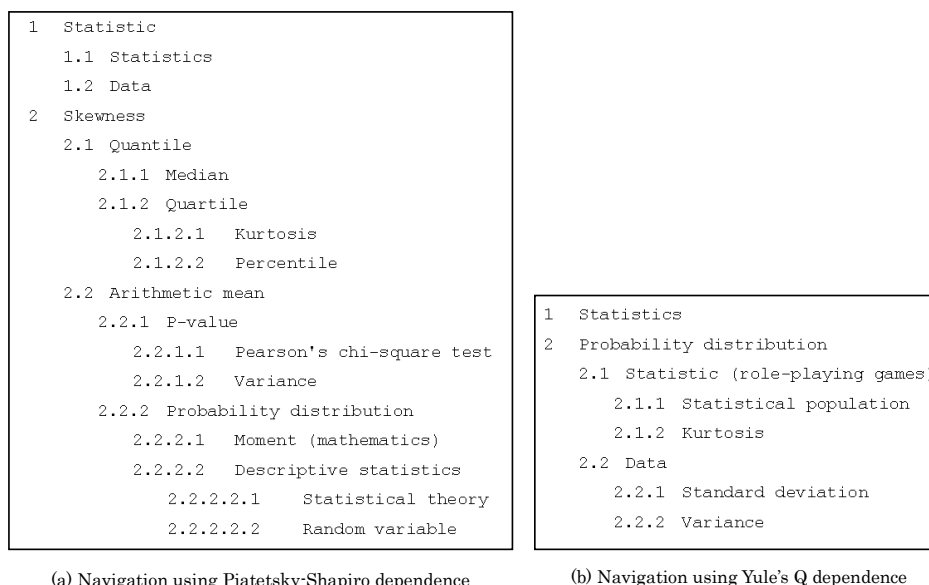 1 Statistic
1.1 Statistics
1.2 Data
2 Skewness
2.1 Quantile
2.1.1 Median
2.1.2 Quartile
2.1.2.1 Kurtosis
2.1.2.2 Percentile
2.2 Arithmetic mean
2.2.1 P-value
2.2.1.1 Pearson's chi-square test
2.2.1.2 Variance
2.2.2 Probability distribution
2.2.2.1 Moment (mathematics)
2.2.2.2 Descriptive statistics
2.2.2.2.1 Statistical theory
2.2.2.2.2 Random variable
(a) Navigation using Piatetsky-Shapiro dependence
1 Statistics
2 Probability distribution
2.1 Statistic (role-playing games)
2.1.1 Statistical population
2.1.2 Kurtosis
2.2 Data
2.2.1 Standard deviation
2.2.2 Variance
(b) Navigation using Yule's Q dependence